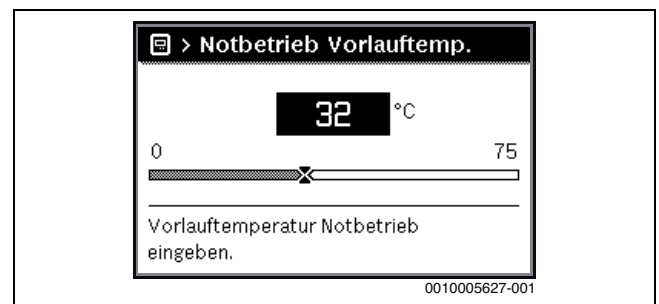 > Notbetrieb Vorlauftemp.
32 °C
0 75
Vorlauftemperatur Notbetrieb
eingeben.
0010005627-001